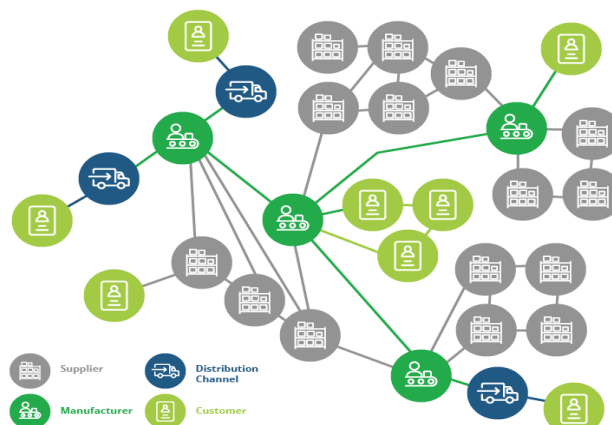 Supplier
Distribution
Channel
Manufacturer
Customer